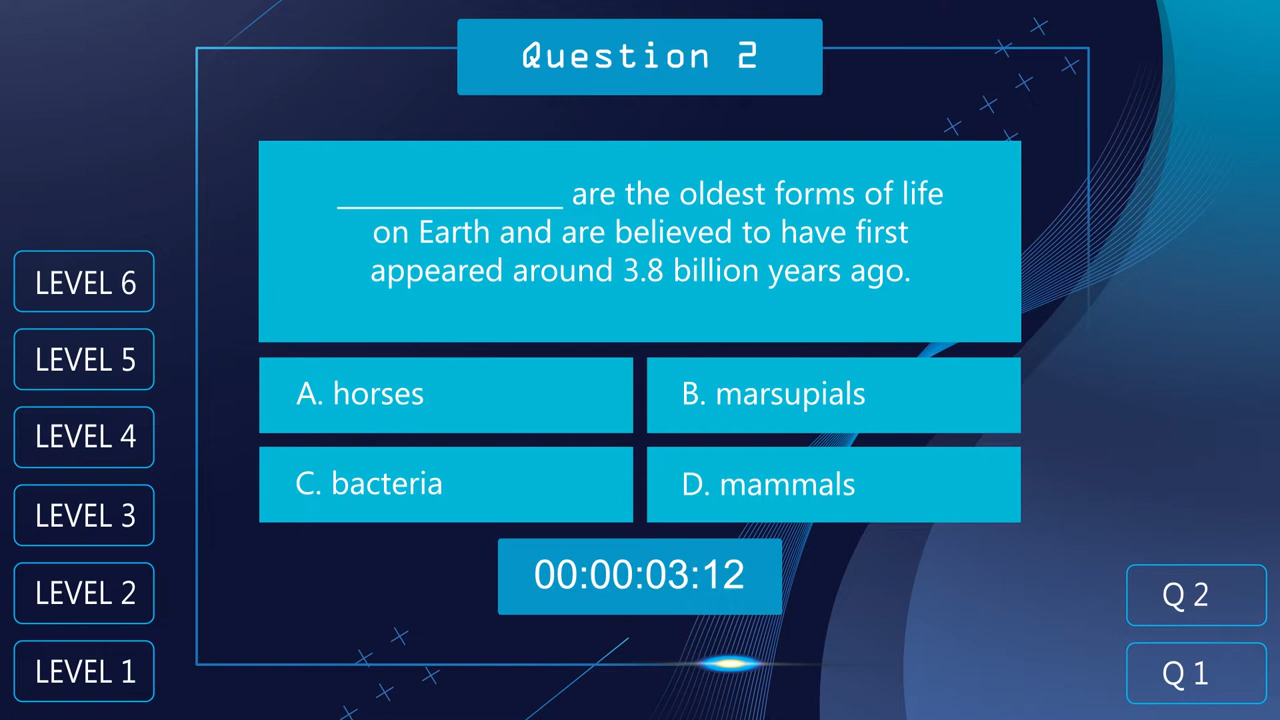 Question 2
_______________ are the oldest forms of life
on Earth and are believed to have first
appeared around 3.8 billion years ago.
A. horses
B. marsupials
C. bacteria
D. mammals
00:00:03:12
LEVEL 6
LEVEL 5
LEVEL 4
LEVEL 3
LEVEL 2
LEVEL 1
Q 2
Q 1